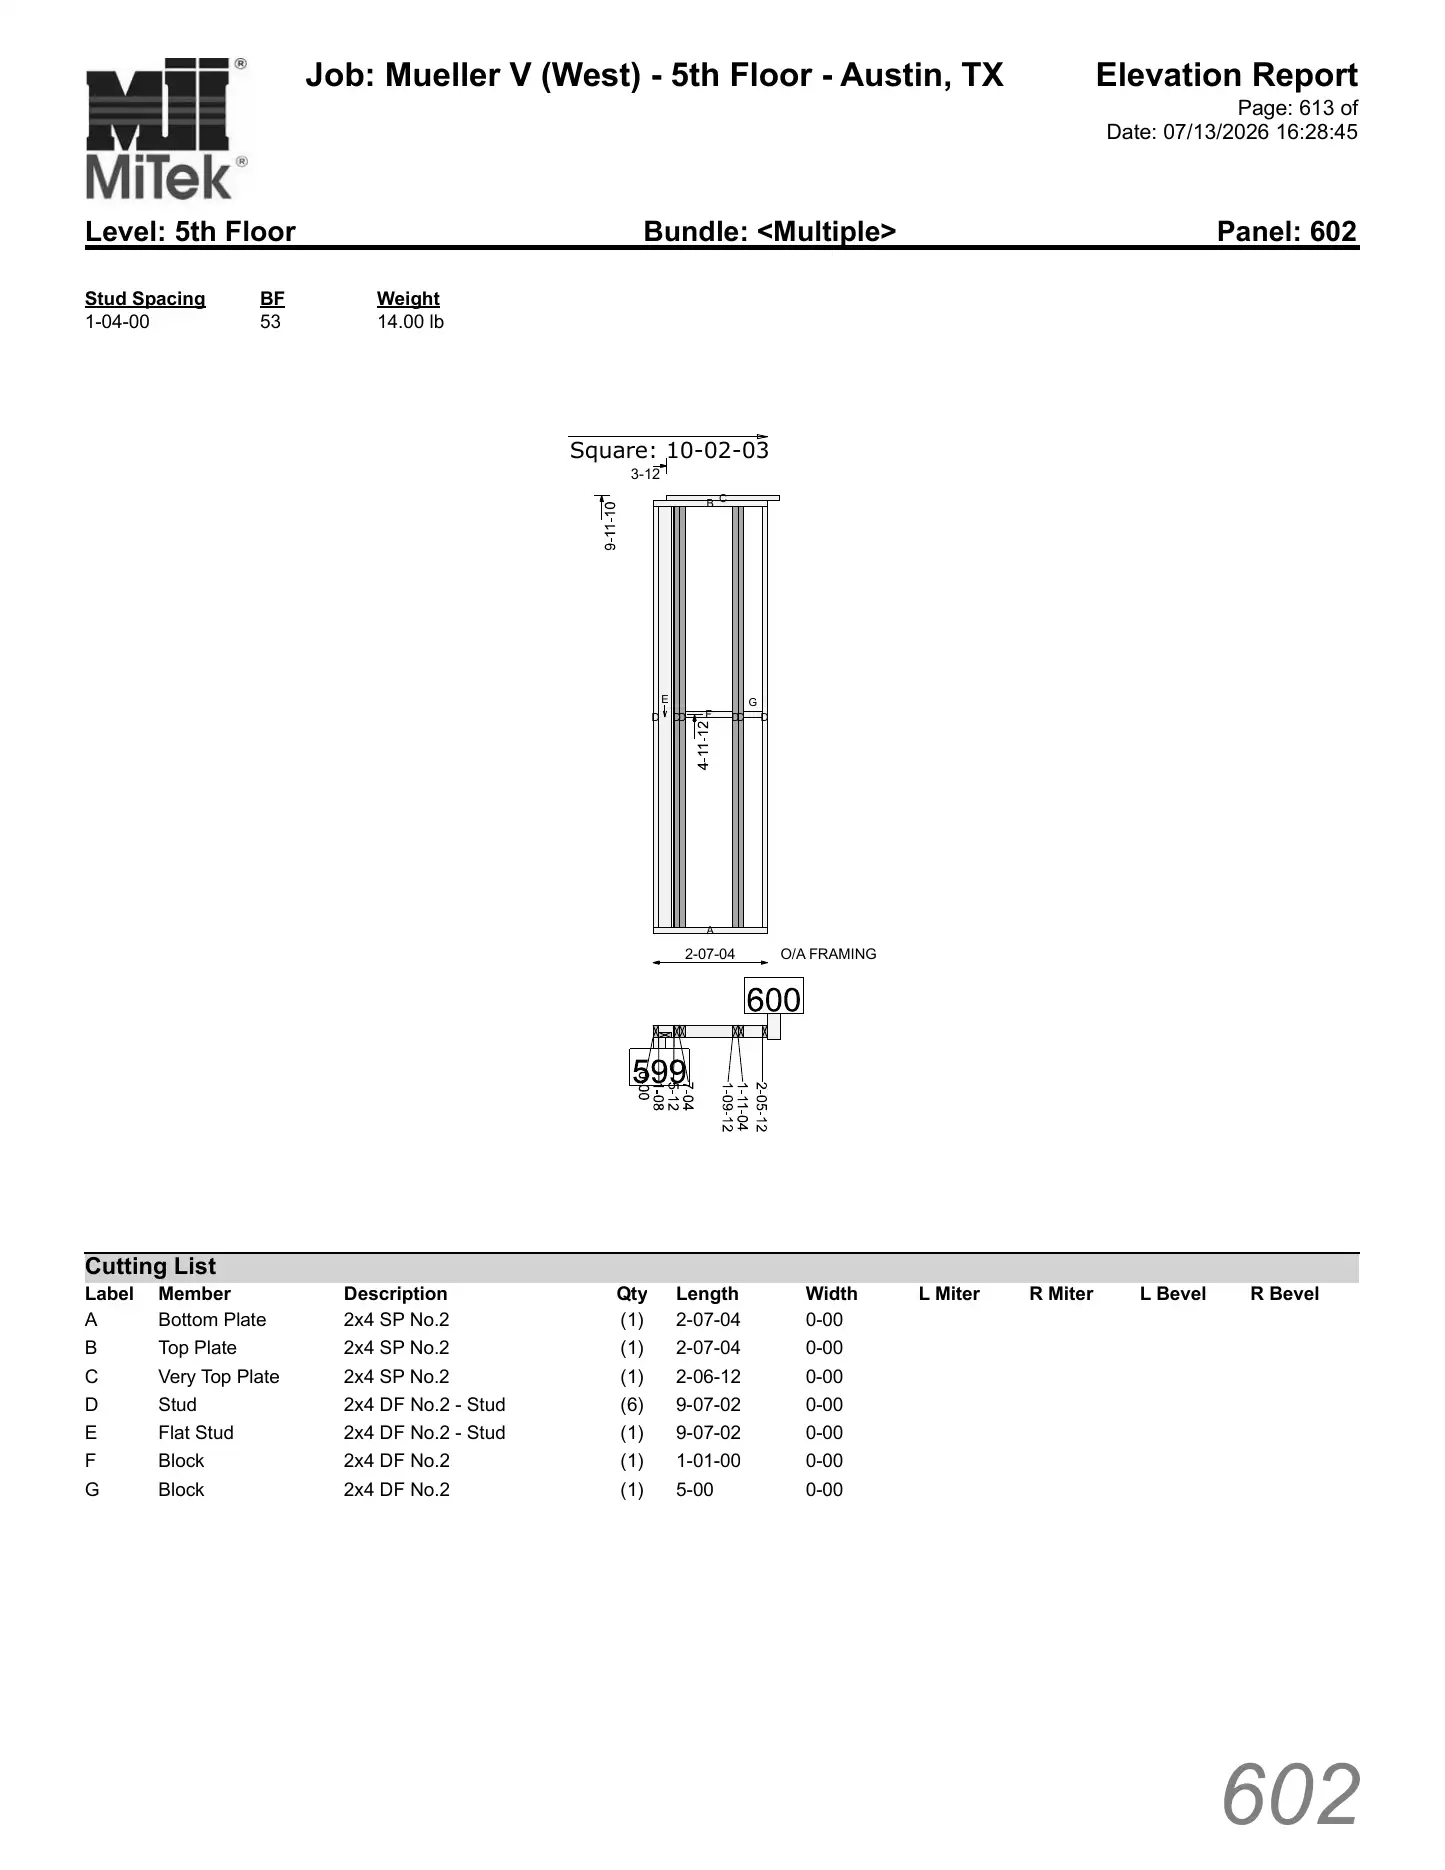 Job: Mueller V (West) - 5th Floor - Austin, TX
Elevation Report
Page: 613 of
Date: 07/13/2026 16:28:45
MiTek®
Level: 5th Floor
Bundle: <Multiple>
Panel: 602
Stud Spacing BF Weight
1-04-00 53 14.00 lb
Square: 10-02-03
3-12
9-11-10
C
B
E
G
F
4-11-12
A
2-07-04
O/A FRAMING
600
599
1-08
7-04
1-09-12
1-11-04
2-05-12
Cutting List
Label Member Description Qty Length Width L Miter R Miter L Bevel R Bevel
A Bottom Plate 2x4 SP No.2 (1) 2-07-04 0-00
B Top Plate 2x4 SP No.2 (1) 2-07-04 0-00
C Very Top Plate 2x4 SP No.2 (1) 2-06-12 0-00
D Stud 2x4 DF No.2 - Stud (6) 9-07-02 0-00
E Flat Stud 2x4 DF No.2 - Stud (1) 9-07-02 0-00
F Block 2x4 DF No.2 (1) 1-01-00 0-00
G Block 2x4 DF No.2 (1) 5-00 0-00
602